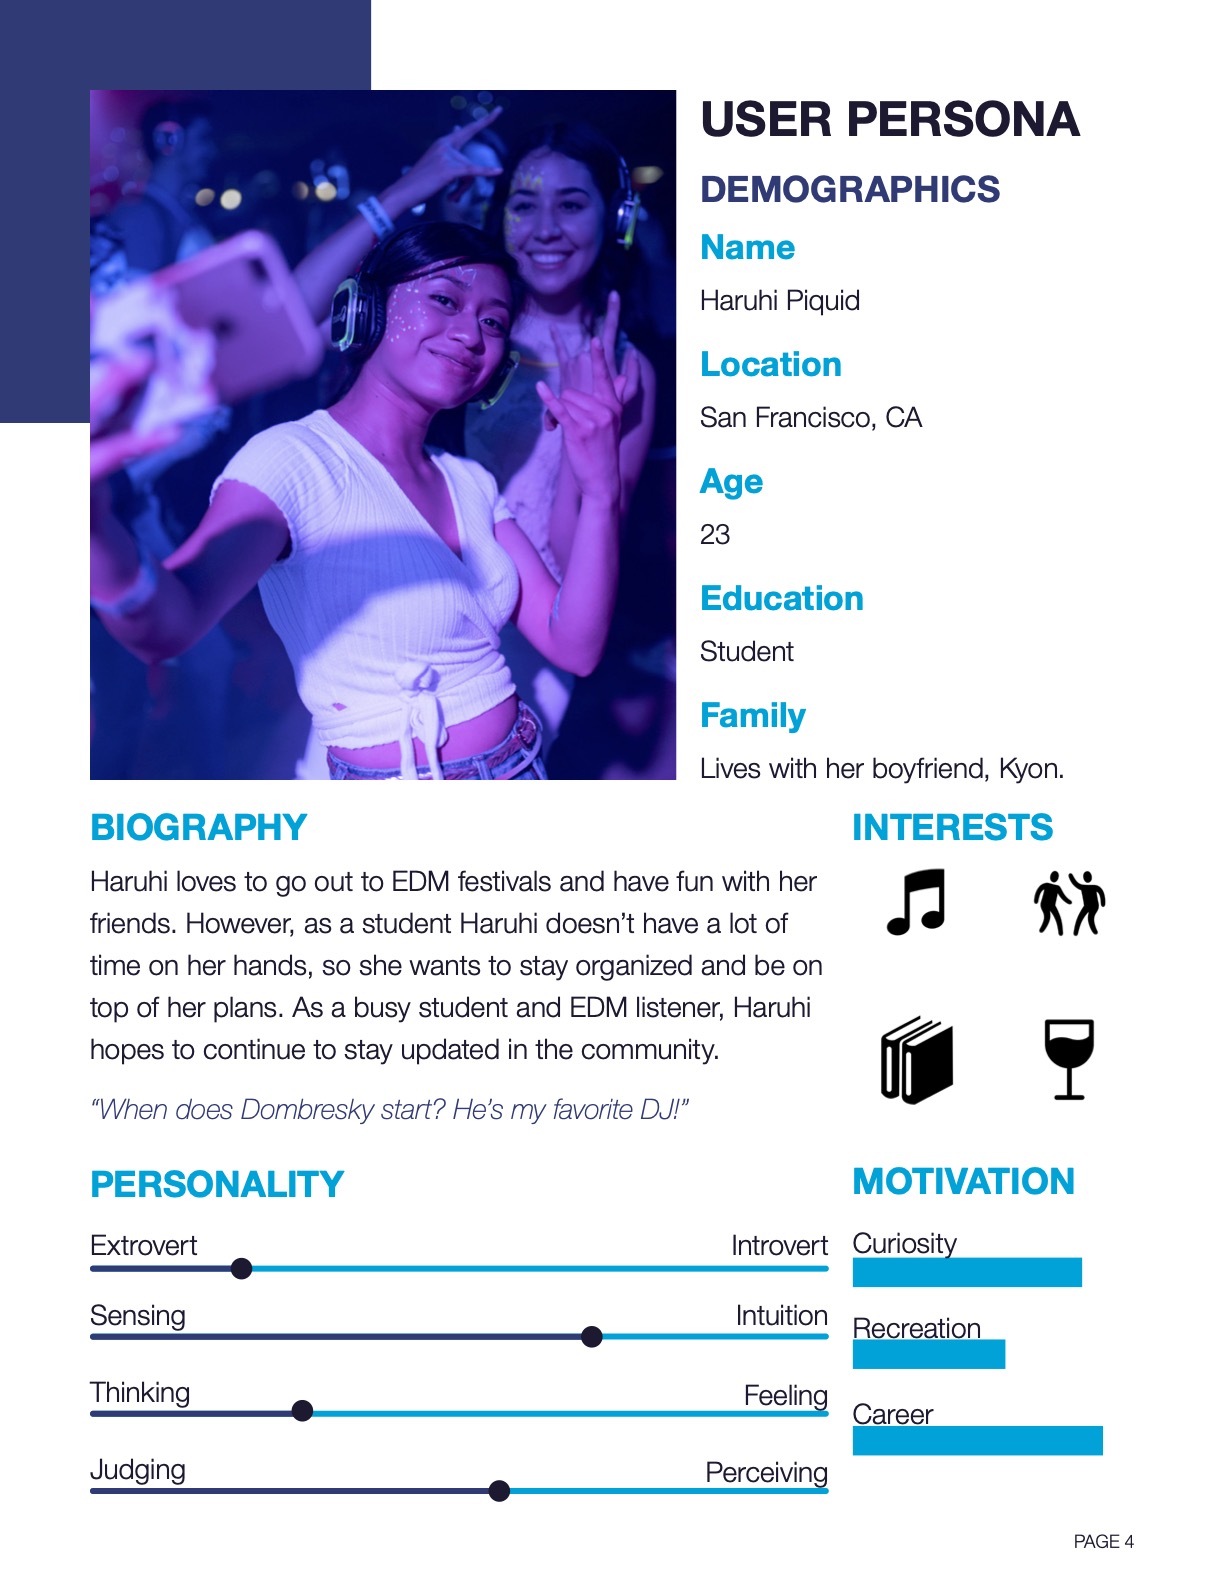 USER PERSONA
DEMOGRAPHICS
Name
Haruhi Piquid
Location
San Francisco, CA
Age
23
Education
Student
Family
Lives with her boyfriend, Kyon.
BIOGRAPHY
Haruhi loves to go out to EDM festivals and have fun with her
friends. However, as a student Haruhi doesn’t have a lot of
time on her hands, so she wants to stay organized and be on
top of her plans. As a busy student and EDM listener, Haruhi
hopes to continue to stay updated in the community.
“When does Dombresky start? He’s my favorite DJ!”
INTERESTS
PERSONALITY
Extrovert Introvert
Sensing Intuition
Thinking Feeling
Judging Perceiving
MOTIVATION
Curiosity
Recreation
Career
PAGE 4